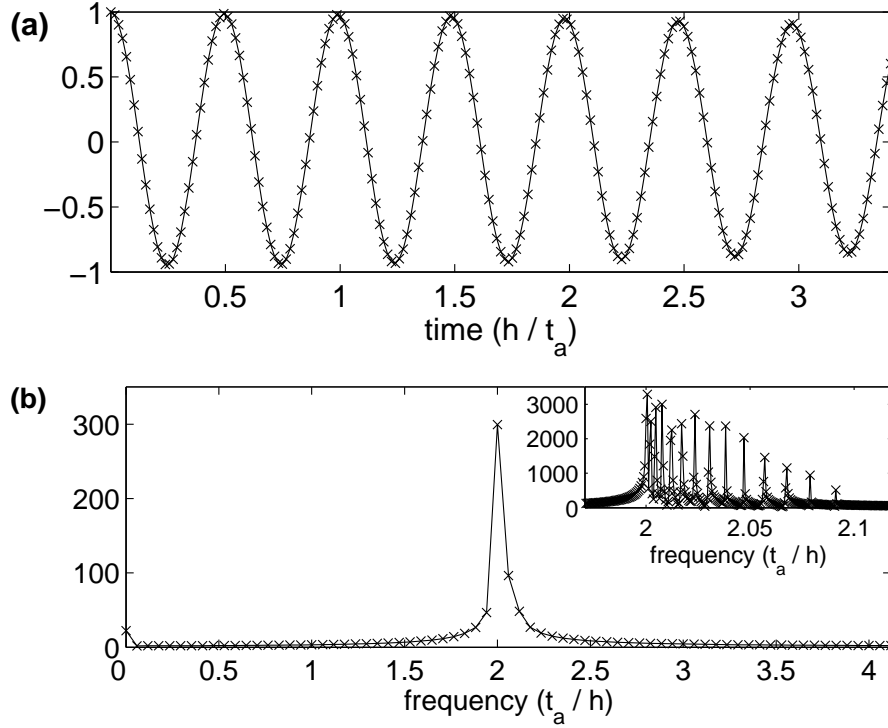 (a)
1
0.5
0
−0.5
−1
0.5 1 1.5 2 2.5 3
time (h / t_a)
(b)
300
200
100
0
0 0.5 1 1.5 2 2.5 3 3.5 4
frequency (t_a / h)
3000
2000
1000
0
2 2.05 2.1
frequency (t_a / h)